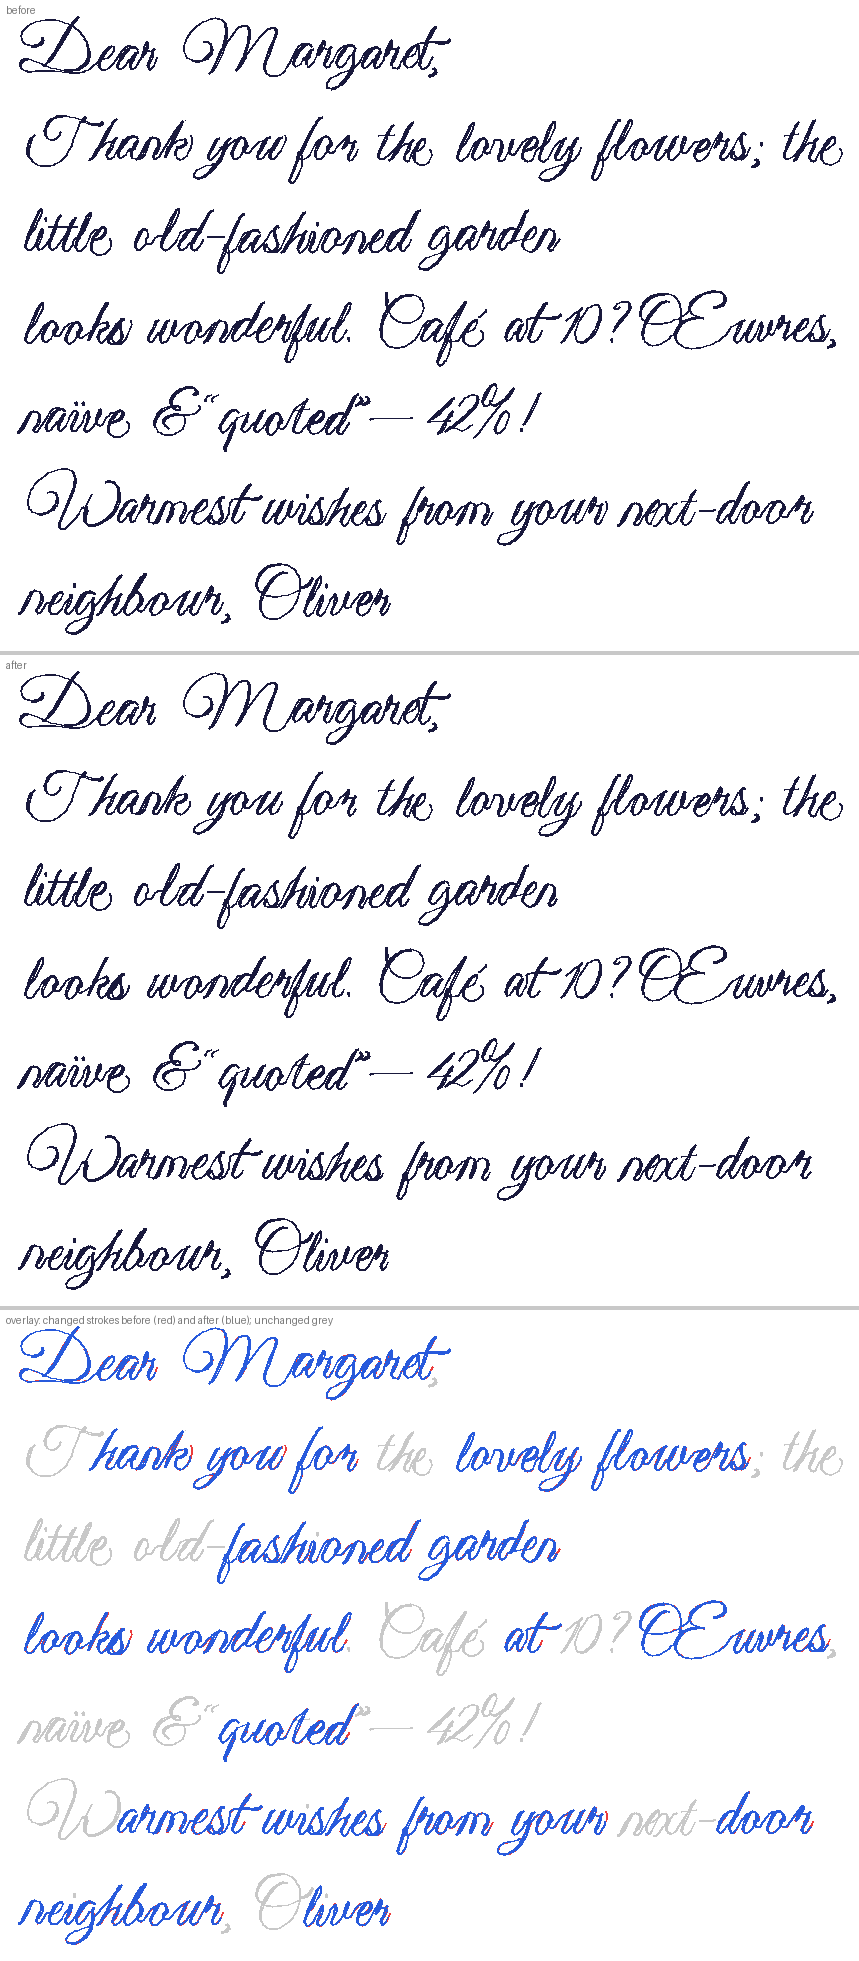 before
Dear Margaret,
Thank you for the lovely flowers; the
little old-fashioned garden
looks wonderful. Café at 10? Œuvres,
naïve & “quoted” — 42%!
Warmest wishes from your next-door
neighbour, Oliver
after
Dear Margaret,
Thank you for the lovely flowers; the
little old-fashioned garden
looks wonderful. Café at 10? Œuvres,
naïve & “quoted” — 42%!
Warmest wishes from your next-door
neighbour, Oliver
overlay: changed strokes before (red) and after (blue); unchanged grey
Dear Margaret,
Thank you for the lovely flowers; the
little old-fashioned garden
looks wonderful. Café at 10? Œuvres,
naïve & “quoted” — 42%!
Warmest wishes from your next-door
neighbour, Oliver